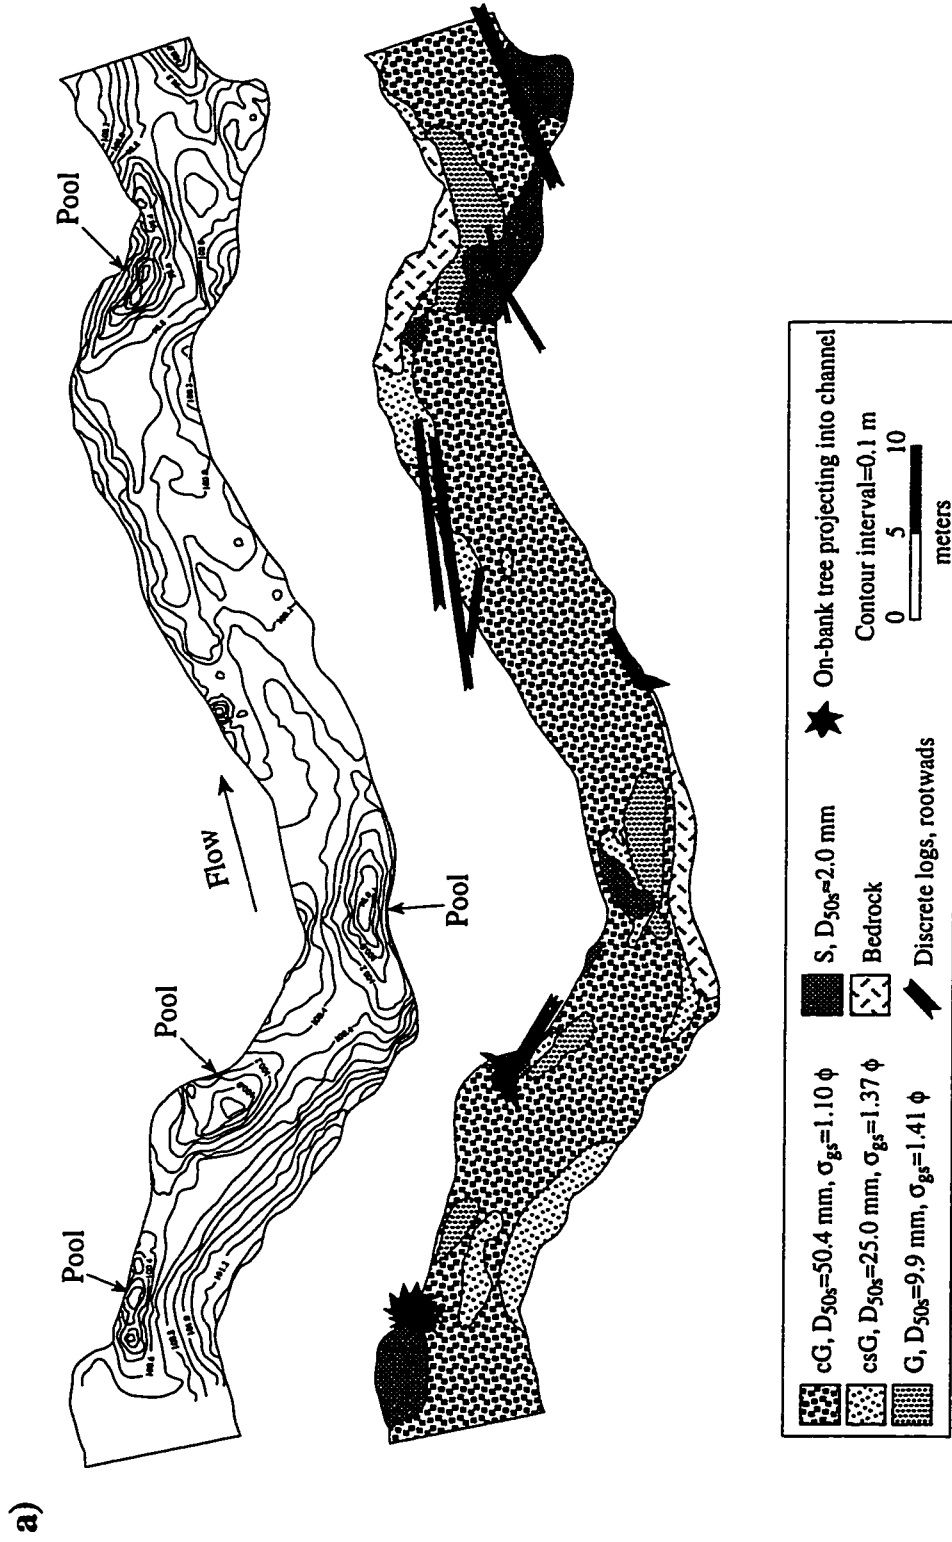 a)
Pool
Pool
Pool
Pool
Flow
cG, D50s=50.4 mm, σgs=1.10 ϕ
csG, D50s=25.0 mm, σgs=1.37 ϕ
G, D50s=9.9 mm, σgs=1.41 ϕ
S, D50s≈2.0 mm
Bedrock
Discrete logs, rootwads
On-bank tree projecting into channel
Contour interval=0.1 m
0 5 10
meters